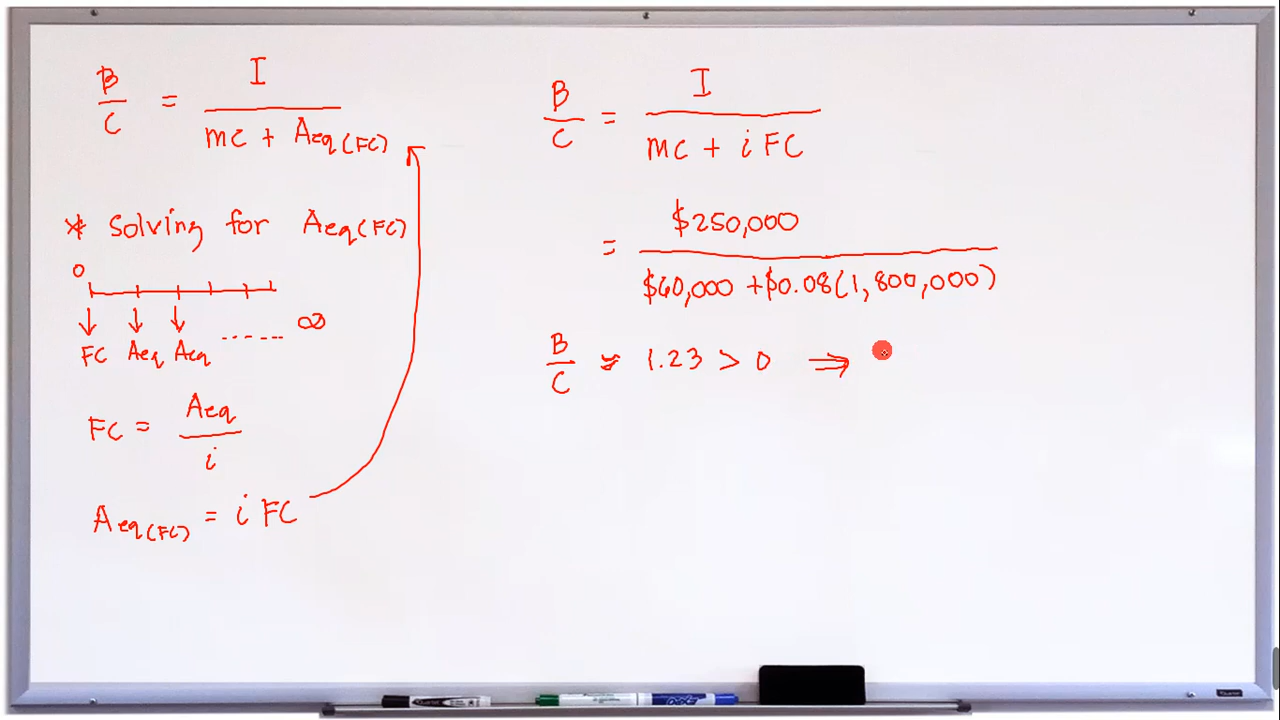 B/C = I / (mc + Aeq(FC))
* Solving for Aeq(FC)
0
FC Aeq Aeq ...... ∞
FC = Aeq / i
Aeq(FC) = i FC
B/C = I / (MC + i FC)
= $250,000 / ($60,000 + $0.08(1,800,000))
B/C ≈ 1.23 > 0 ⇒